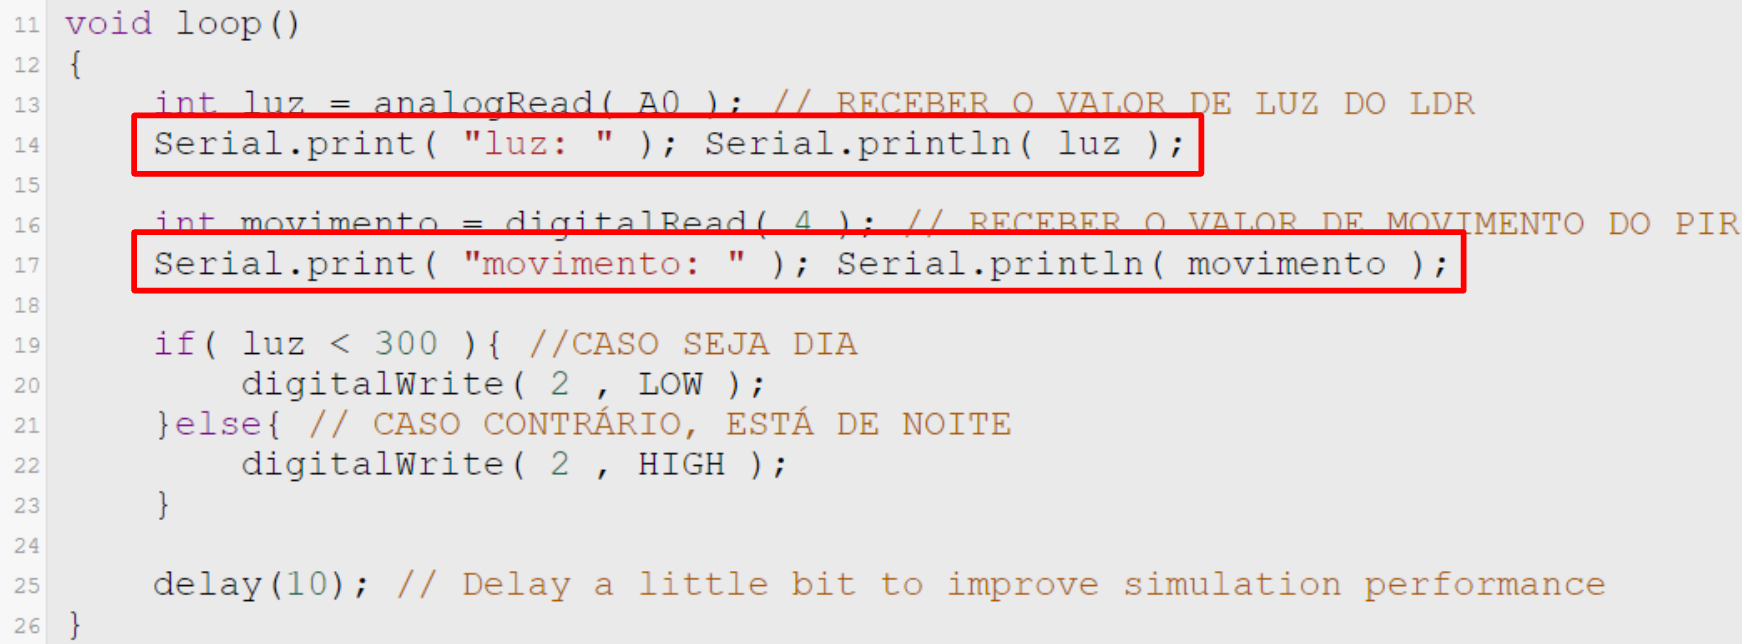 11 void loop()
12 {
13 int luz = analogRead( A0 ); // RECEBER O VALOR DE LUZ DO LDR
14 Serial.print( "luz: " ); Serial.println( luz );
15
16 int movimento = digitalRead( 4 ); // RECEBER O VALOR DE MOVIMENTO DO PIR
17 Serial.print( "movimento: " ); Serial.println( movimento );
18
19 if( luz < 300 ){ //CASO SEJA DIA
20 digitalWrite( 2 , LOW );
21 }else{ // CASO CONTRÁRIO, ESTÁ DE NOITE
22 digitalWrite( 2 , HIGH );
23 }
24
25 delay(10); // Delay a little bit to improve simulation performance
26 }